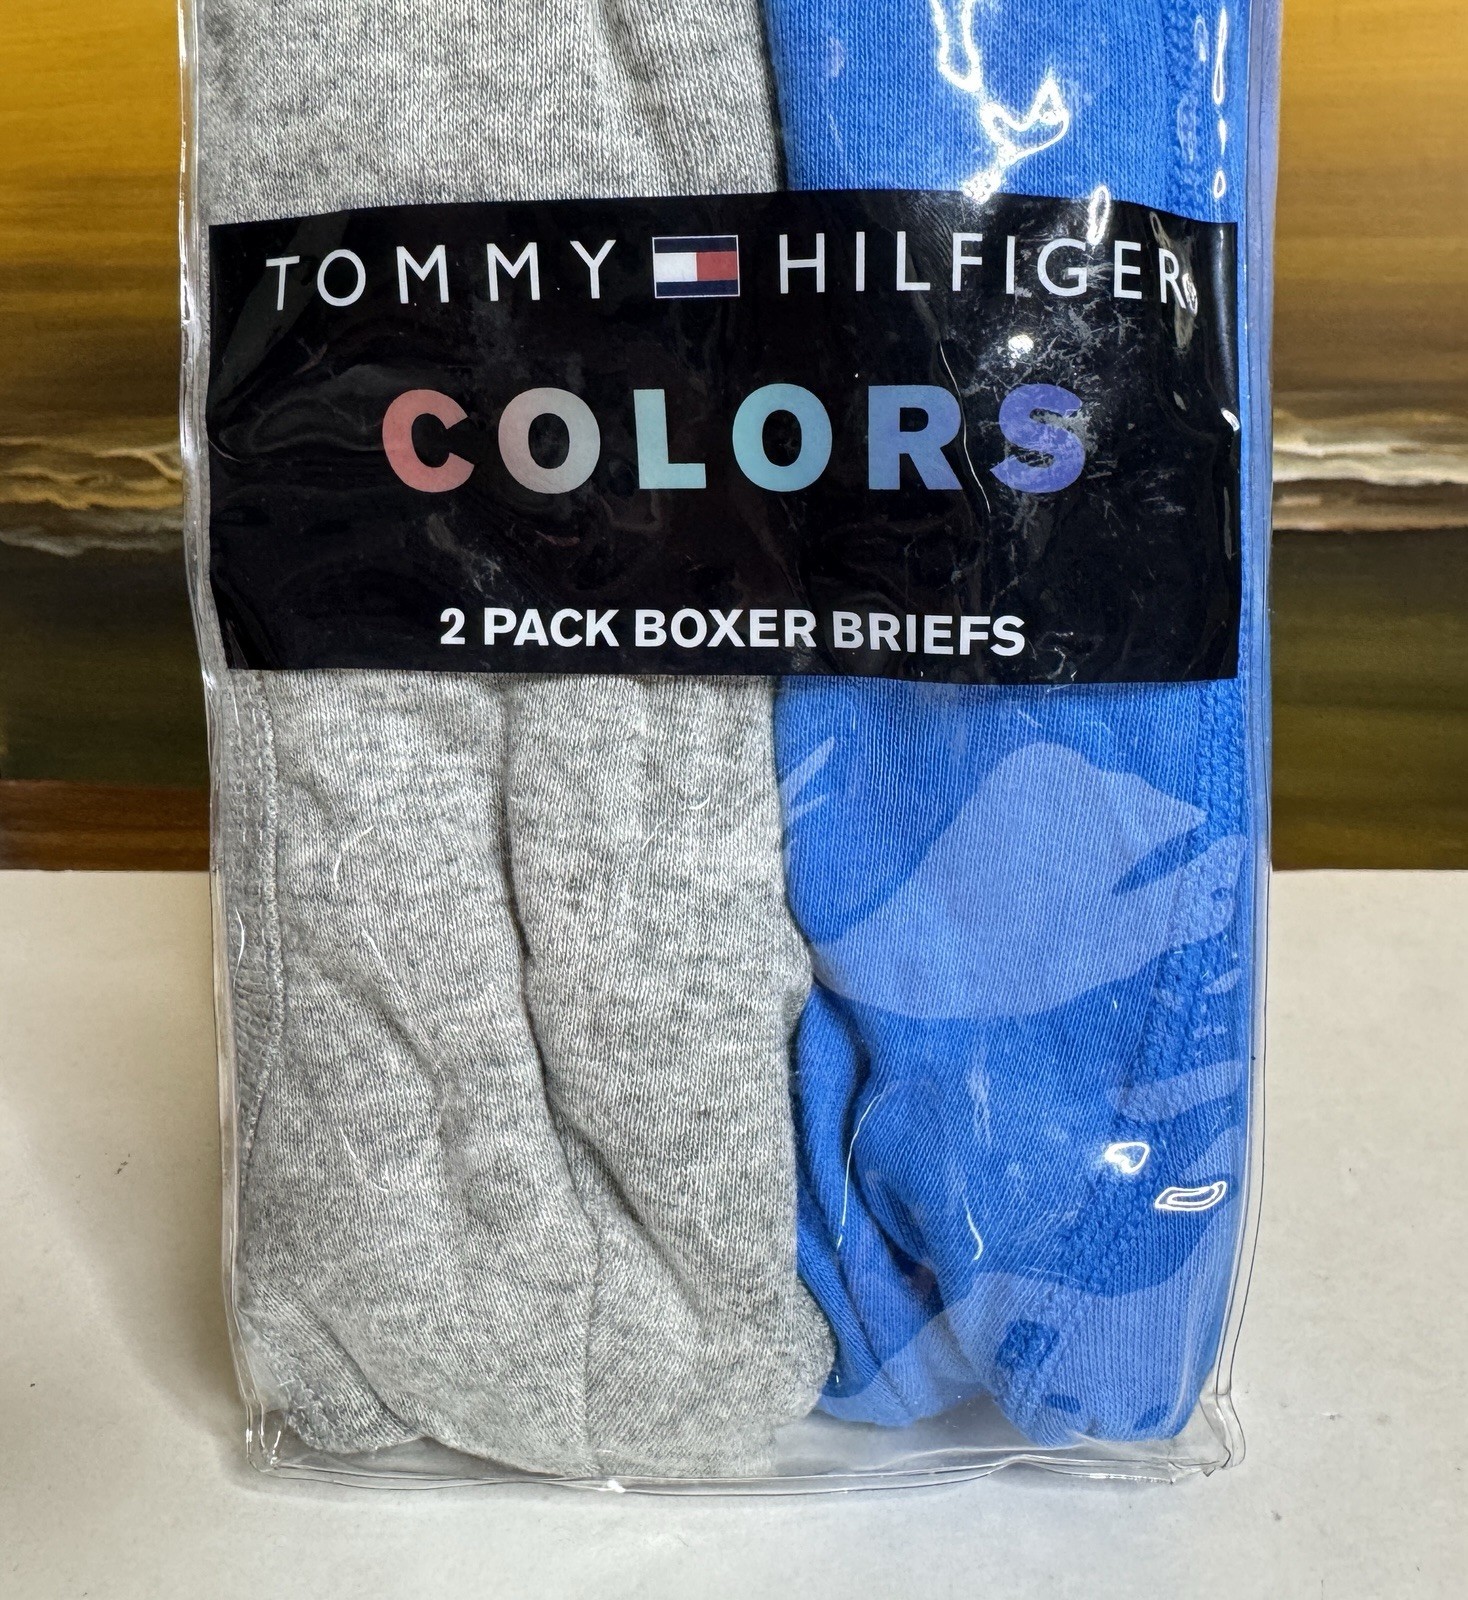 TOMMY HILFIGER®
COLORS
2 PACK BOXER BRIEFS